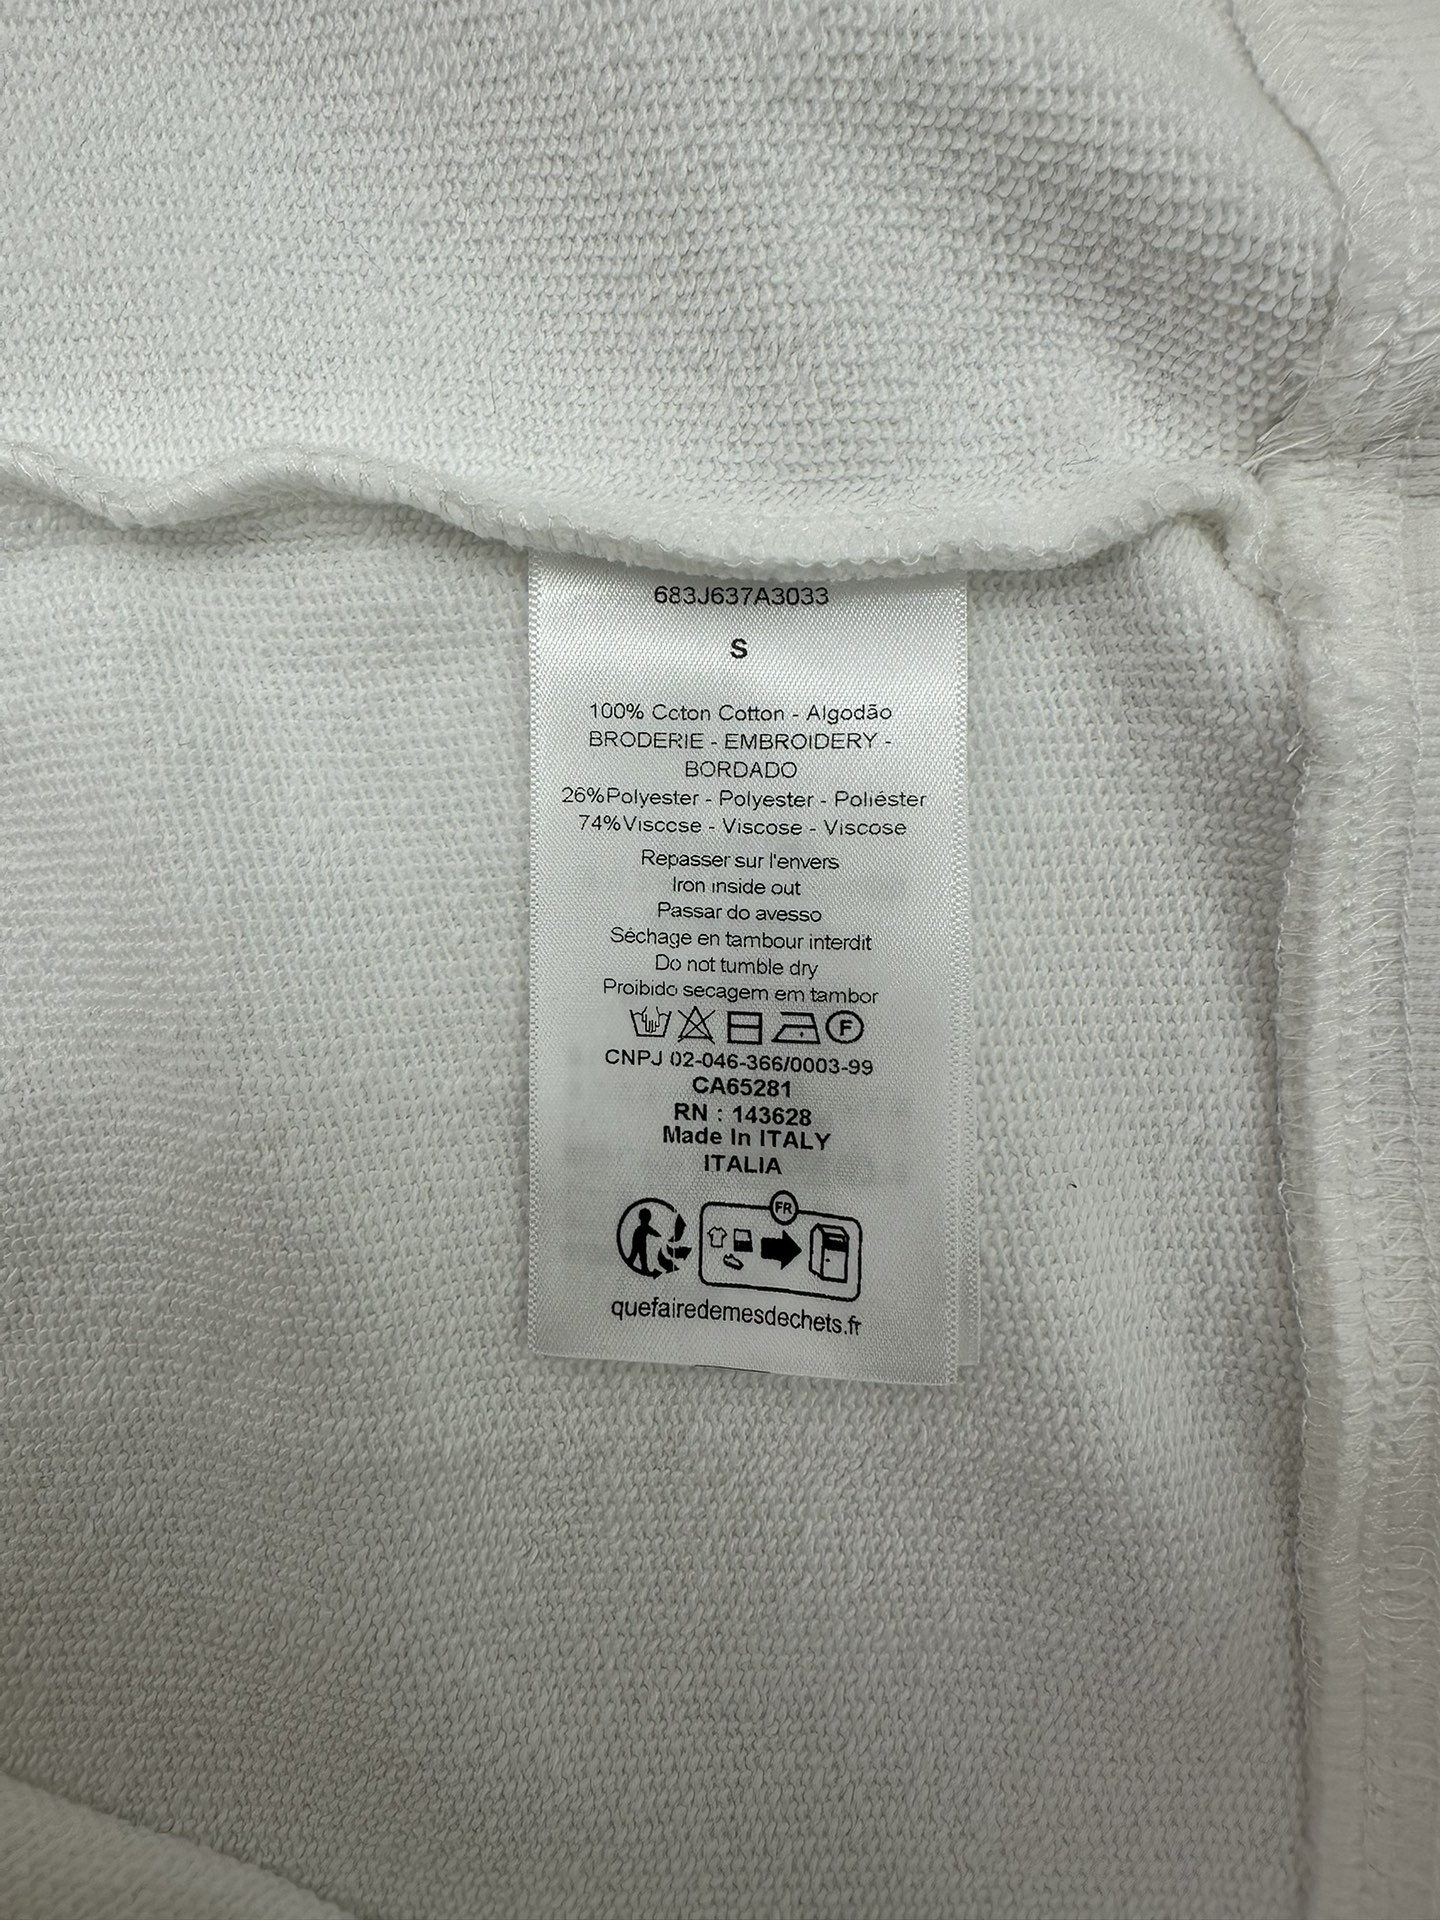 683J637A3033
S
100% Ccton Cotton - Algodão
BRODERIE - EMBROIDERY -
BORDADO
26%Polyester - Polyester - Poliéster
74%Viscose - Viscose - Viscose
Repasser sur l'envers
Iron inside out
Passar do avesso
Séchage en tambour interdit
Do not tumble dry
Proibido secagem em tambor
F
CNPJ 02-046-366/0003-99
CA65281
RN : 143628
Made In ITALY
ITALIA
FR
quefairedemesdechets.fr